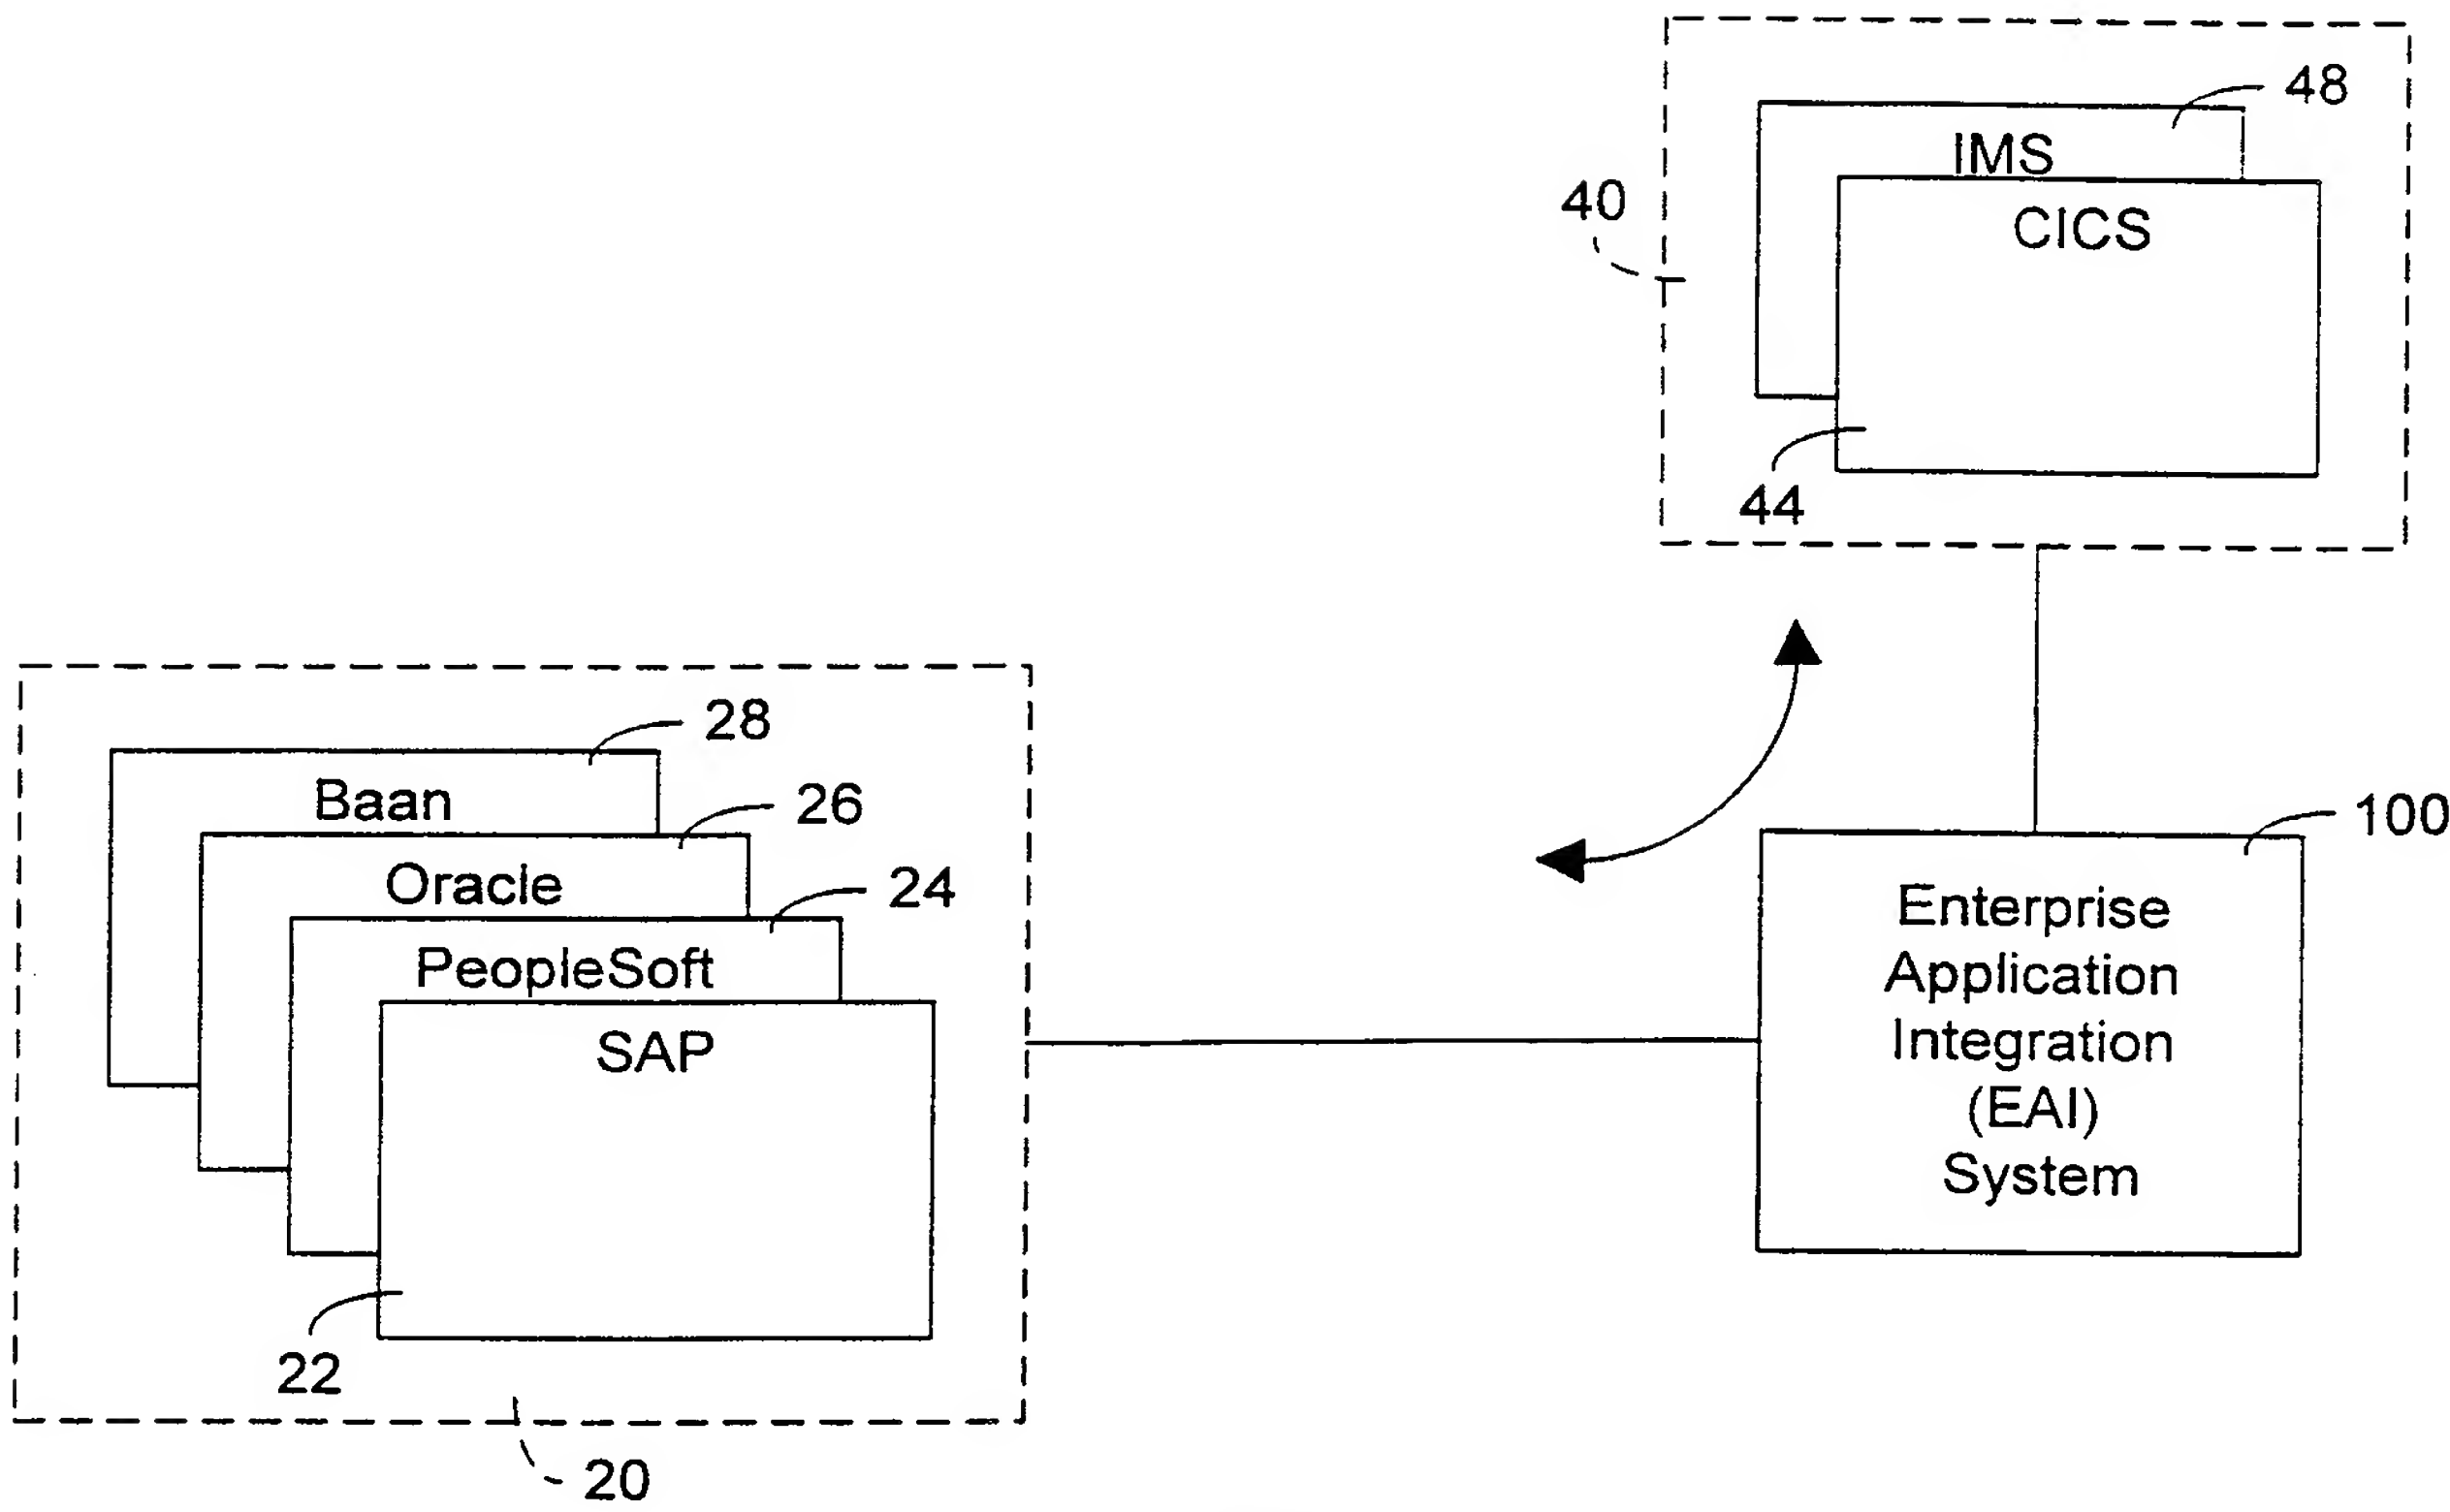 48
IMS
40
CICS
44
28
Baan
26
100
Oracle
24
Enterprise
PeopleSoft
Application
SAP
Integration
(EAI)
System
22
20